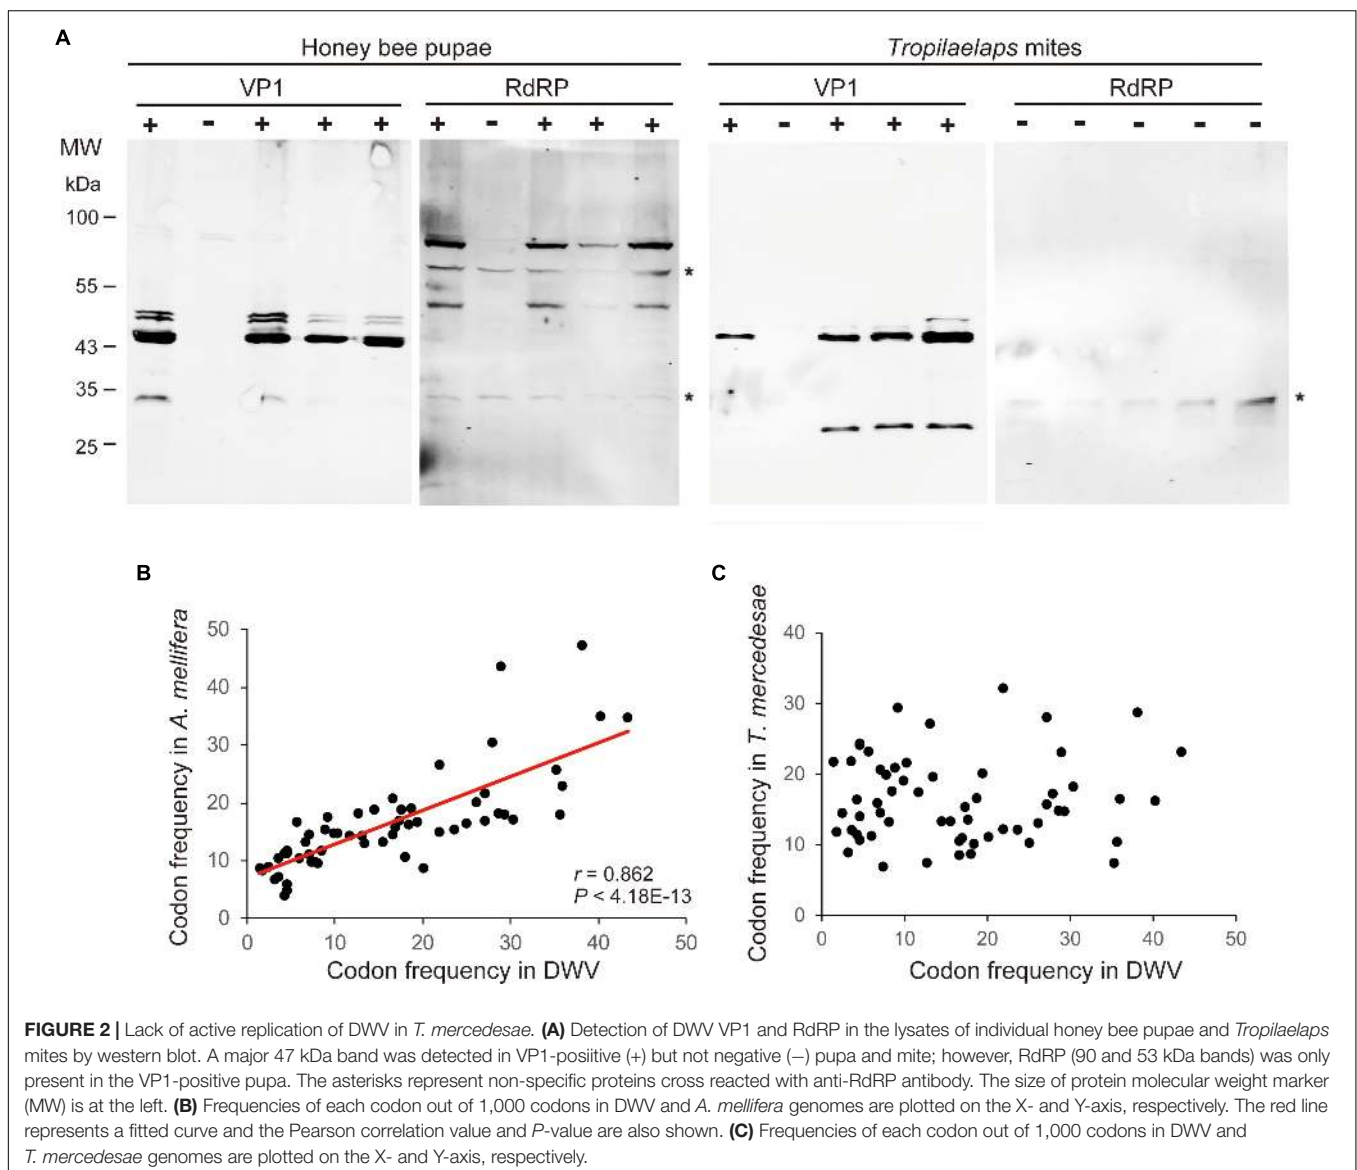 A
Honey bee pupae
Tropilaelaps mites
VP1
RdRP
VP1
RdRP
+ - + + +
+ - + + +
+ - + + +
- - - - -
MW
kDa
100
55
43
35
25
*
*
*
B
Codon frequency in A. mellifera
50
40
30
20
10
0
r = 0.862
P < 4.18E-13
0 10 20 30 40 50
Codon frequency in DWV
C
Codon frequency in T. mercedesae
40
30
20
10
0
0 10 20 30 40 50
Codon frequency in DWV
FIGURE 2 | Lack of active replication of DWV in T. mercedesae. (A) Detection of DWV VP1 and RdRP in the lysates of individual honey bee pupae and Tropilaelaps
mites by western blot. A major 47 kDa band was detected in VP1-posiitive (+) but not negative (−) pupa and mite; however, RdRP (90 and 53 kDa bands) was only
present in the VP1-positive pupa. The asterisks represent non-specific proteins cross reacted with anti-RdRP antibody. The size of protein molecular weight marker
(MW) is at the left. (B) Frequencies of each codon out of 1,000 codons in DWV and A. mellifera genomes are plotted on the X- and Y-axis, respectively. The red line
represents a fitted curve and the Pearson correlation value and P-value are also shown. (C) Frequencies of each codon out of 1,000 codons in DWV and
T. mercedesae genomes are plotted on the X- and Y-axis, respectively.